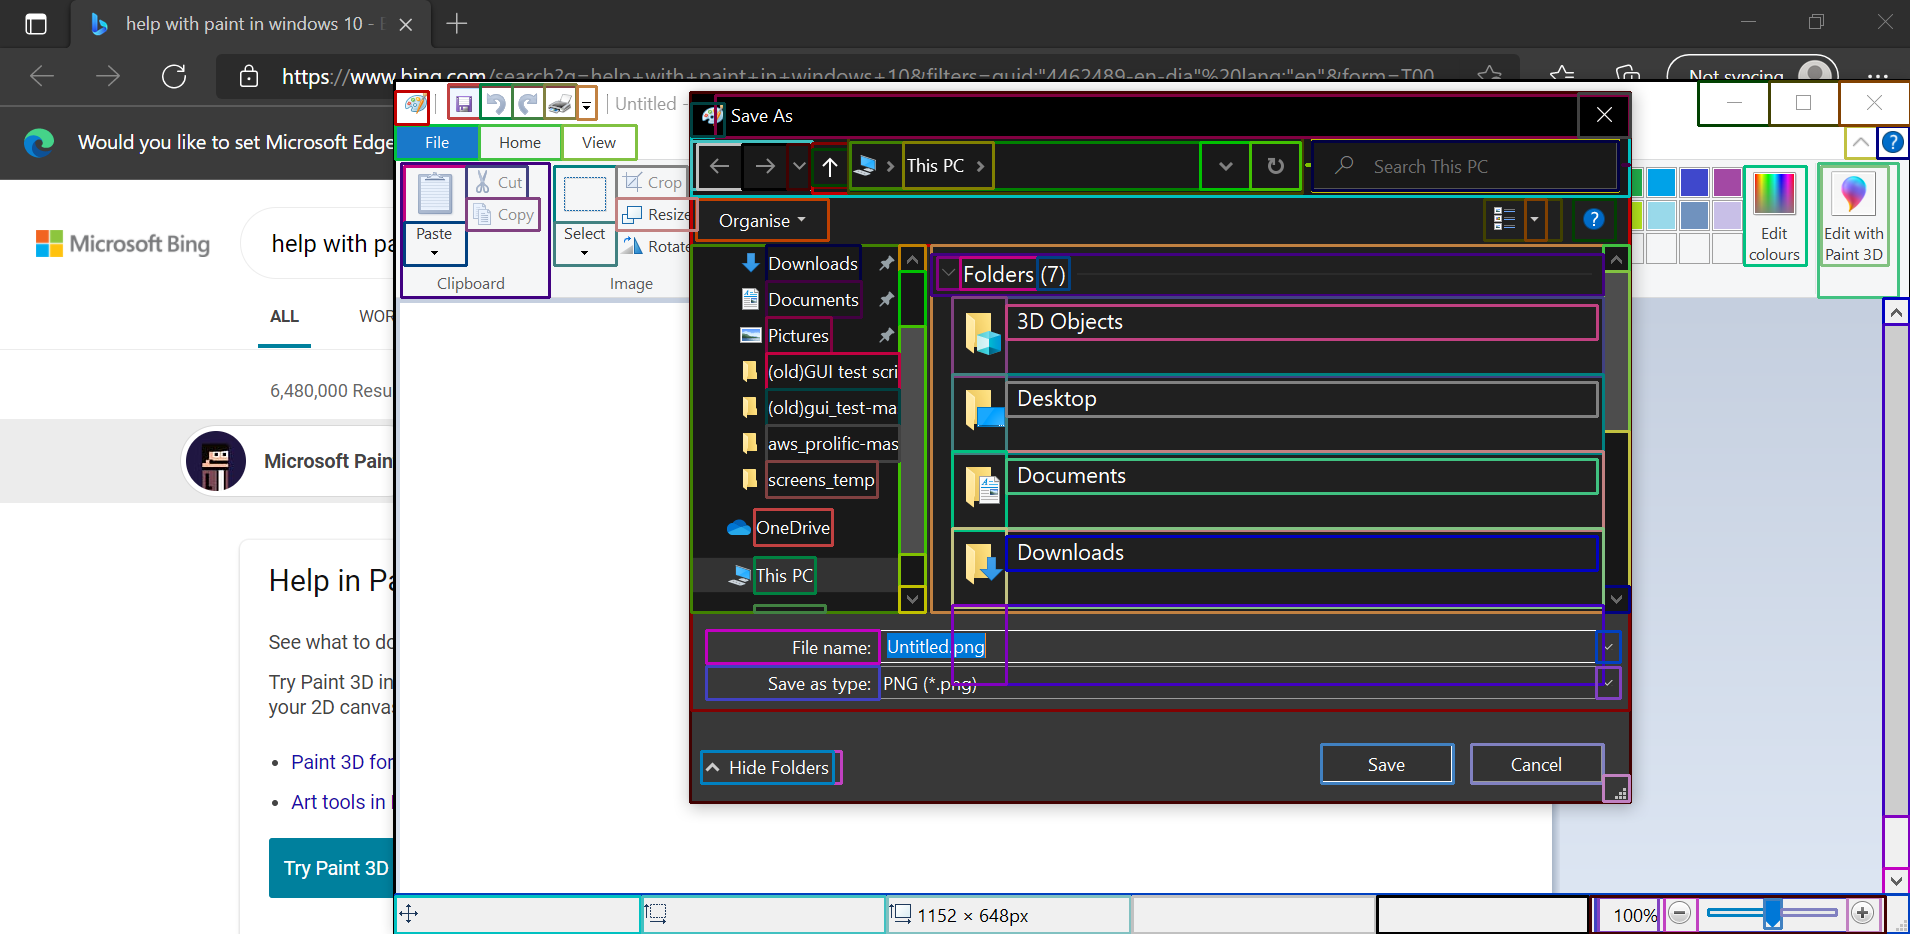 help with paint in windows 10 -
https://www.bing.com/search?q=help+with+paint+in+windows+10&filters=guid:"4462489-en-dia"%20lang:"en"&form=T00
Not syncing
Would you like to set Microsoft Edge
Untitled -
File
Home
View
Paste
Cut
Copy
Clipboard
Select
Crop
Resize
Rotate
Image
Edit
colours
Edit with
Paint 3D
Save As
This PC
Search This PC
Organise
Downloads
Documents
Pictures
(old)GUI test scri
(old)gui_test-ma
aws_prolific-mas
screens_temp
OneDrive
This PC
Folders (7)
3D Objects
Desktop
Documents
Downloads
File name:
Untitled.png
Save as type:
PNG (*.png)
Hide Folders
Save
Cancel
Microsoft Bing
help with pa
ALL
WOR
6,480,000 Resu
Microsoft Pain
Help in Pa
See what to do
Try Paint 3D in
your 2D canvas
Paint 3D for
Art tools in
Try Paint 3D
1152 × 648px
100%